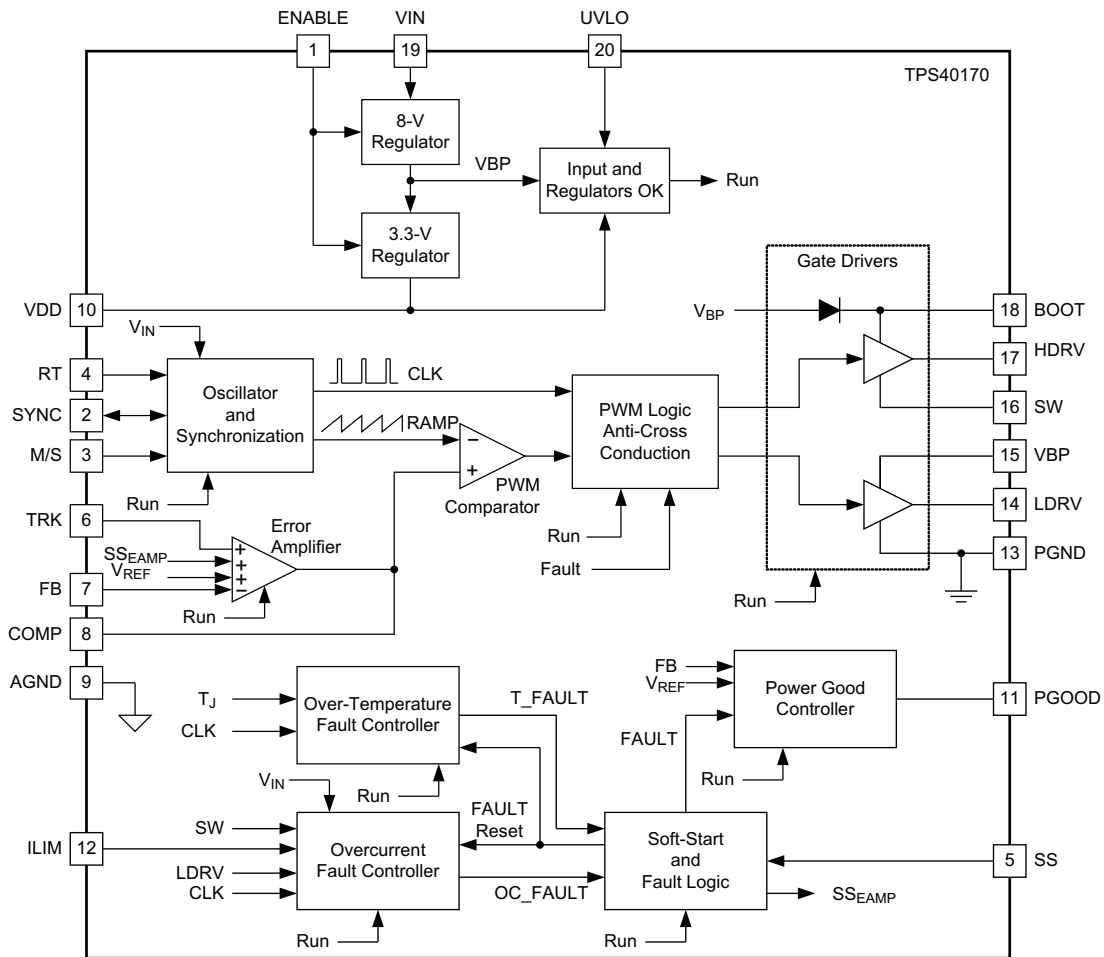 ENABLE
VIN
UVLO
1
19
20
TPS40170
8-V
Regulator
VBP
Input and
Regulators OK
Run
3.3-V
Regulator
Gate Drivers
VDD
10
V_IN
V_BP
18
BOOT
RT
4
CLK
17
HDRV
SYNC
2
Oscillator
and
Synchronization
RAMP
PWM Logic
Anti-Cross
Conduction
16
SW
M/S
3
−
+
PWM
Comparator
15
VBP
Run
14
LDRV
TRK
6
Error
Amplifier
Run
Fault
13
PGND
SS_EAMP
V_REF
+
+
+
−
FB
7
Run
Run
COMP
8
AGND
9
T_J
CLK
Over-Temperature
Fault Controller
T_FAULT
FB
V_REF
Power Good
Controller
11
PGOOD
FAULT
Run
Run
V_IN
FAULT
Reset
ILIM
12
SW
LDRV
CLK
Overcurrent
Fault Controller
OC_FAULT
Soft-Start
and
Fault Logic
5
SS
SS_EAMP
Run
Run